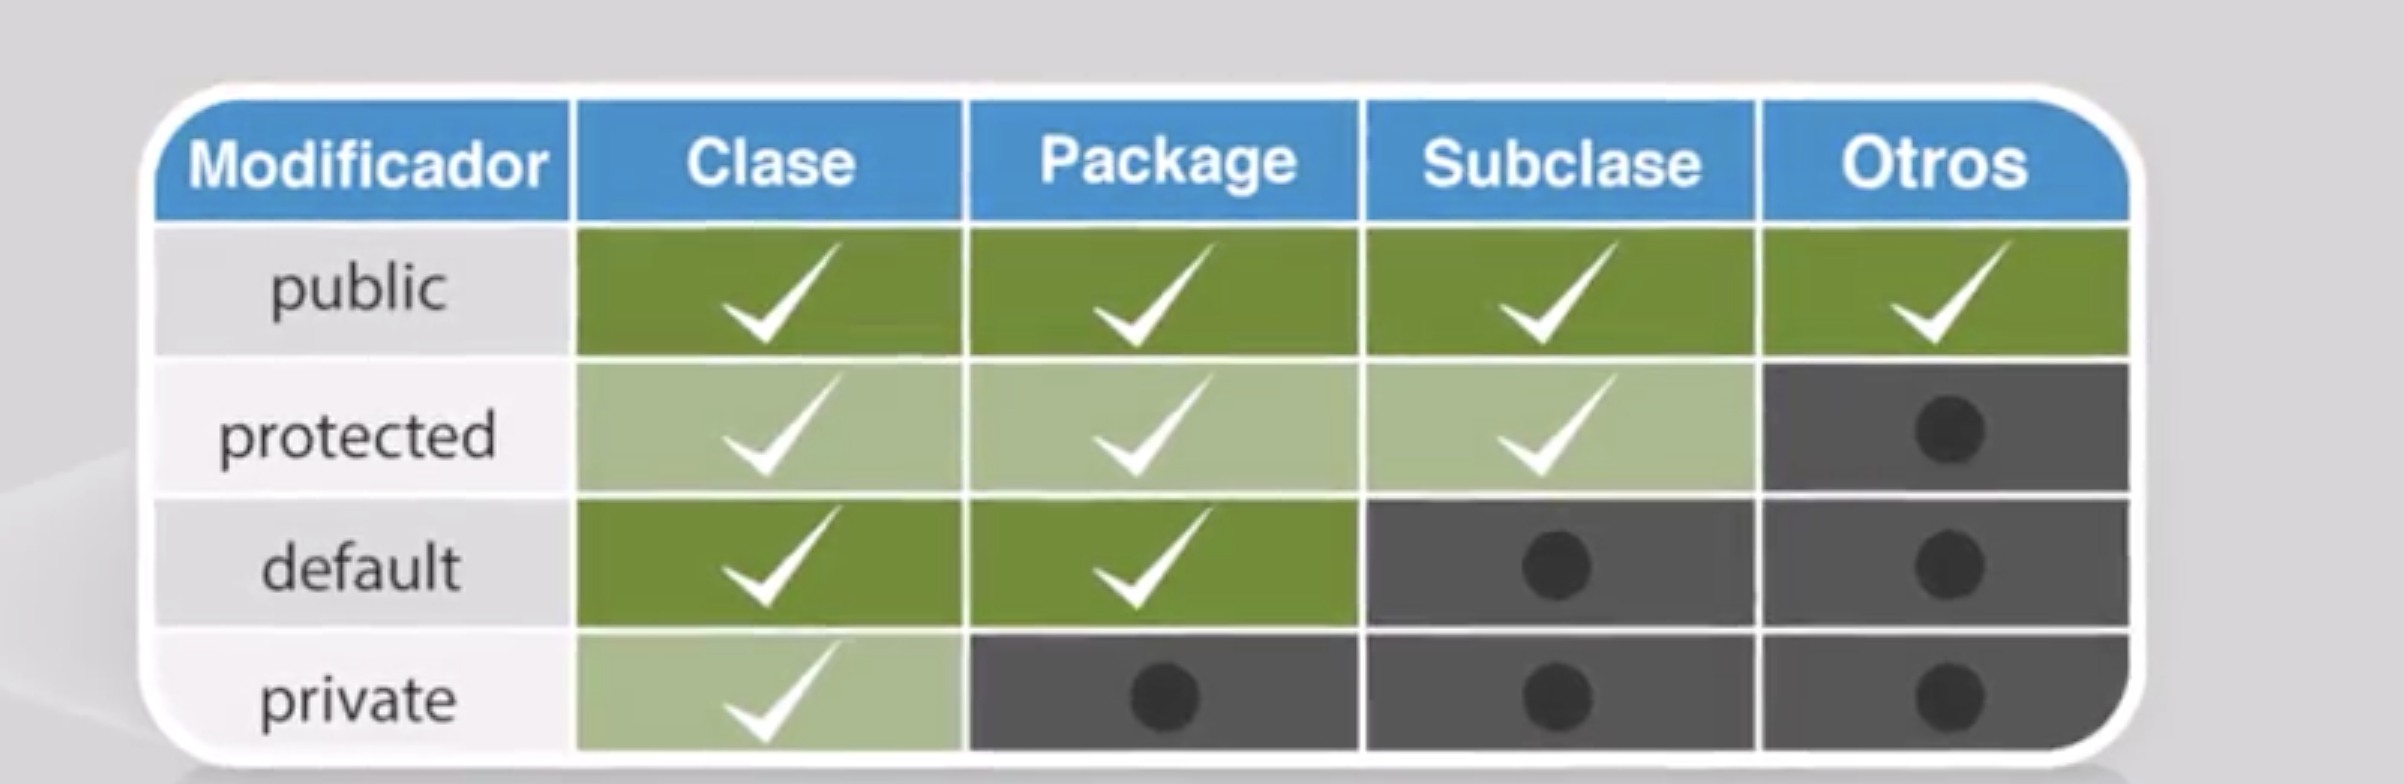 Modificador Clase Package Subclase Otros
public
protected
default
private